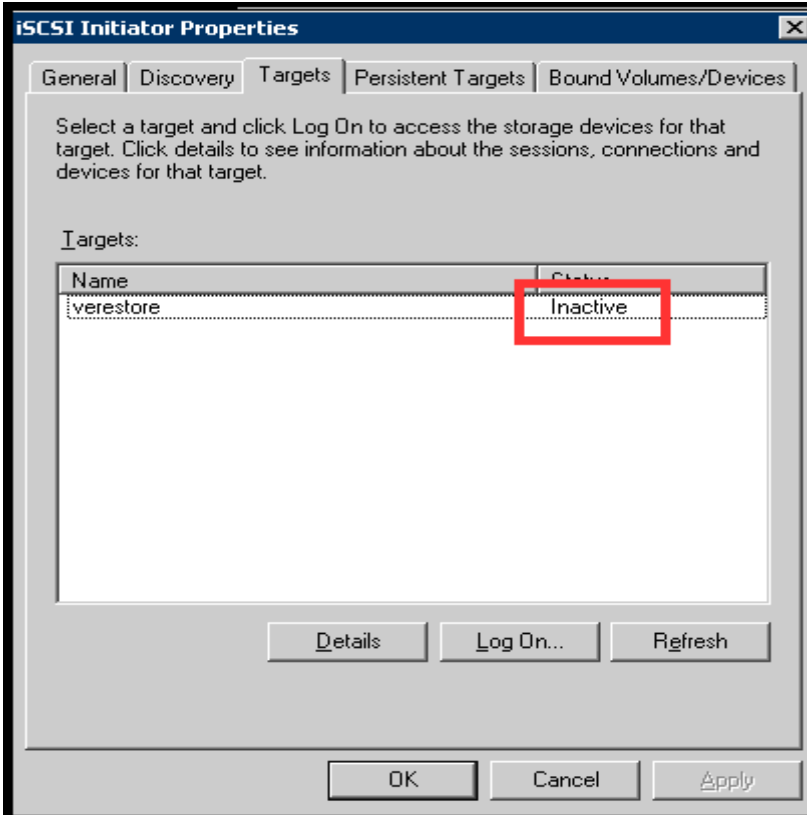 iSCSI Initiator Properties
General Discovery Targets Persistent Targets Bound Volumes/Devices
Select a target and click Log On to access the storage devices for that
target. Click details to see information about the sessions, connections and
devices for that target.
Targets:
Name Status
verestore Inactive
Details Log On... Refresh
OK Cancel Apply